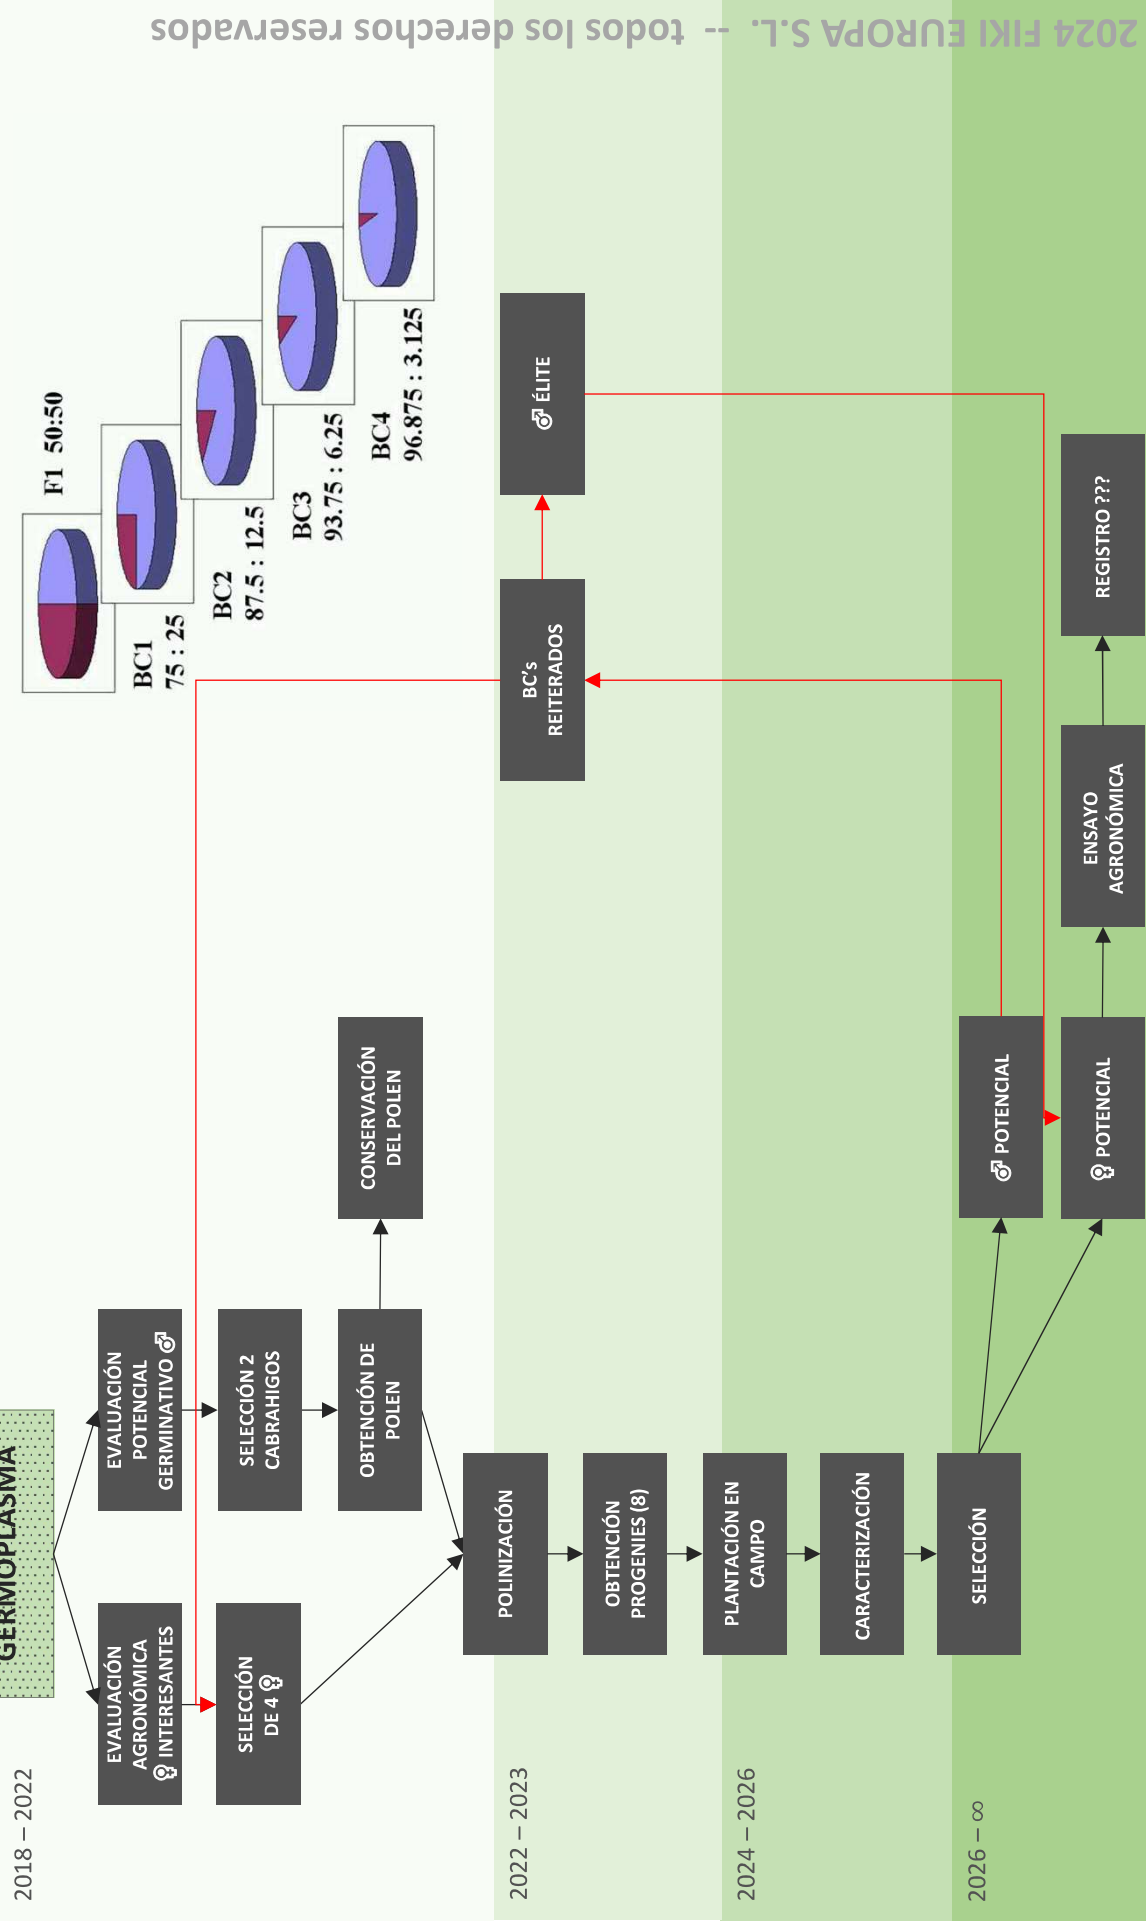 GERMOPLASMA
2018 – 2022
EVALUACIÓN
AGRONÓMICA
♀ INTERESANTES
EVALUACIÓN
POTENCIAL
GERMINATIVO ♂
SELECCIÓN
DE 4 ♀
SELECCIÓN 2
CABRAHIGOS
OBTENCIÓN DE
POLEN
CONSERVACIÓN
DEL POLEN
F1 50:50
BC1
75 : 25
BC2
87.5 : 12.5
BC3
93.75 : 6.25
BC4
96.875 : 3.125
2022 – 2023
POLINIZACIÓN
OBTENCIÓN
PROGENIES (8)
BC's
REITERADOS
♂ ÉLITE
2024 – 2026
PLANTACIÓN EN
CAMPO
CARACTERIZACIÓN
2026 – ∞
SELECCIÓN
♂ POTENCIAL
♀ POTENCIAL
ENSAYO
AGRONÓMICA
REGISTRO ???
2024 FIKI EUROPA S.L. -- todos los derechos reservados